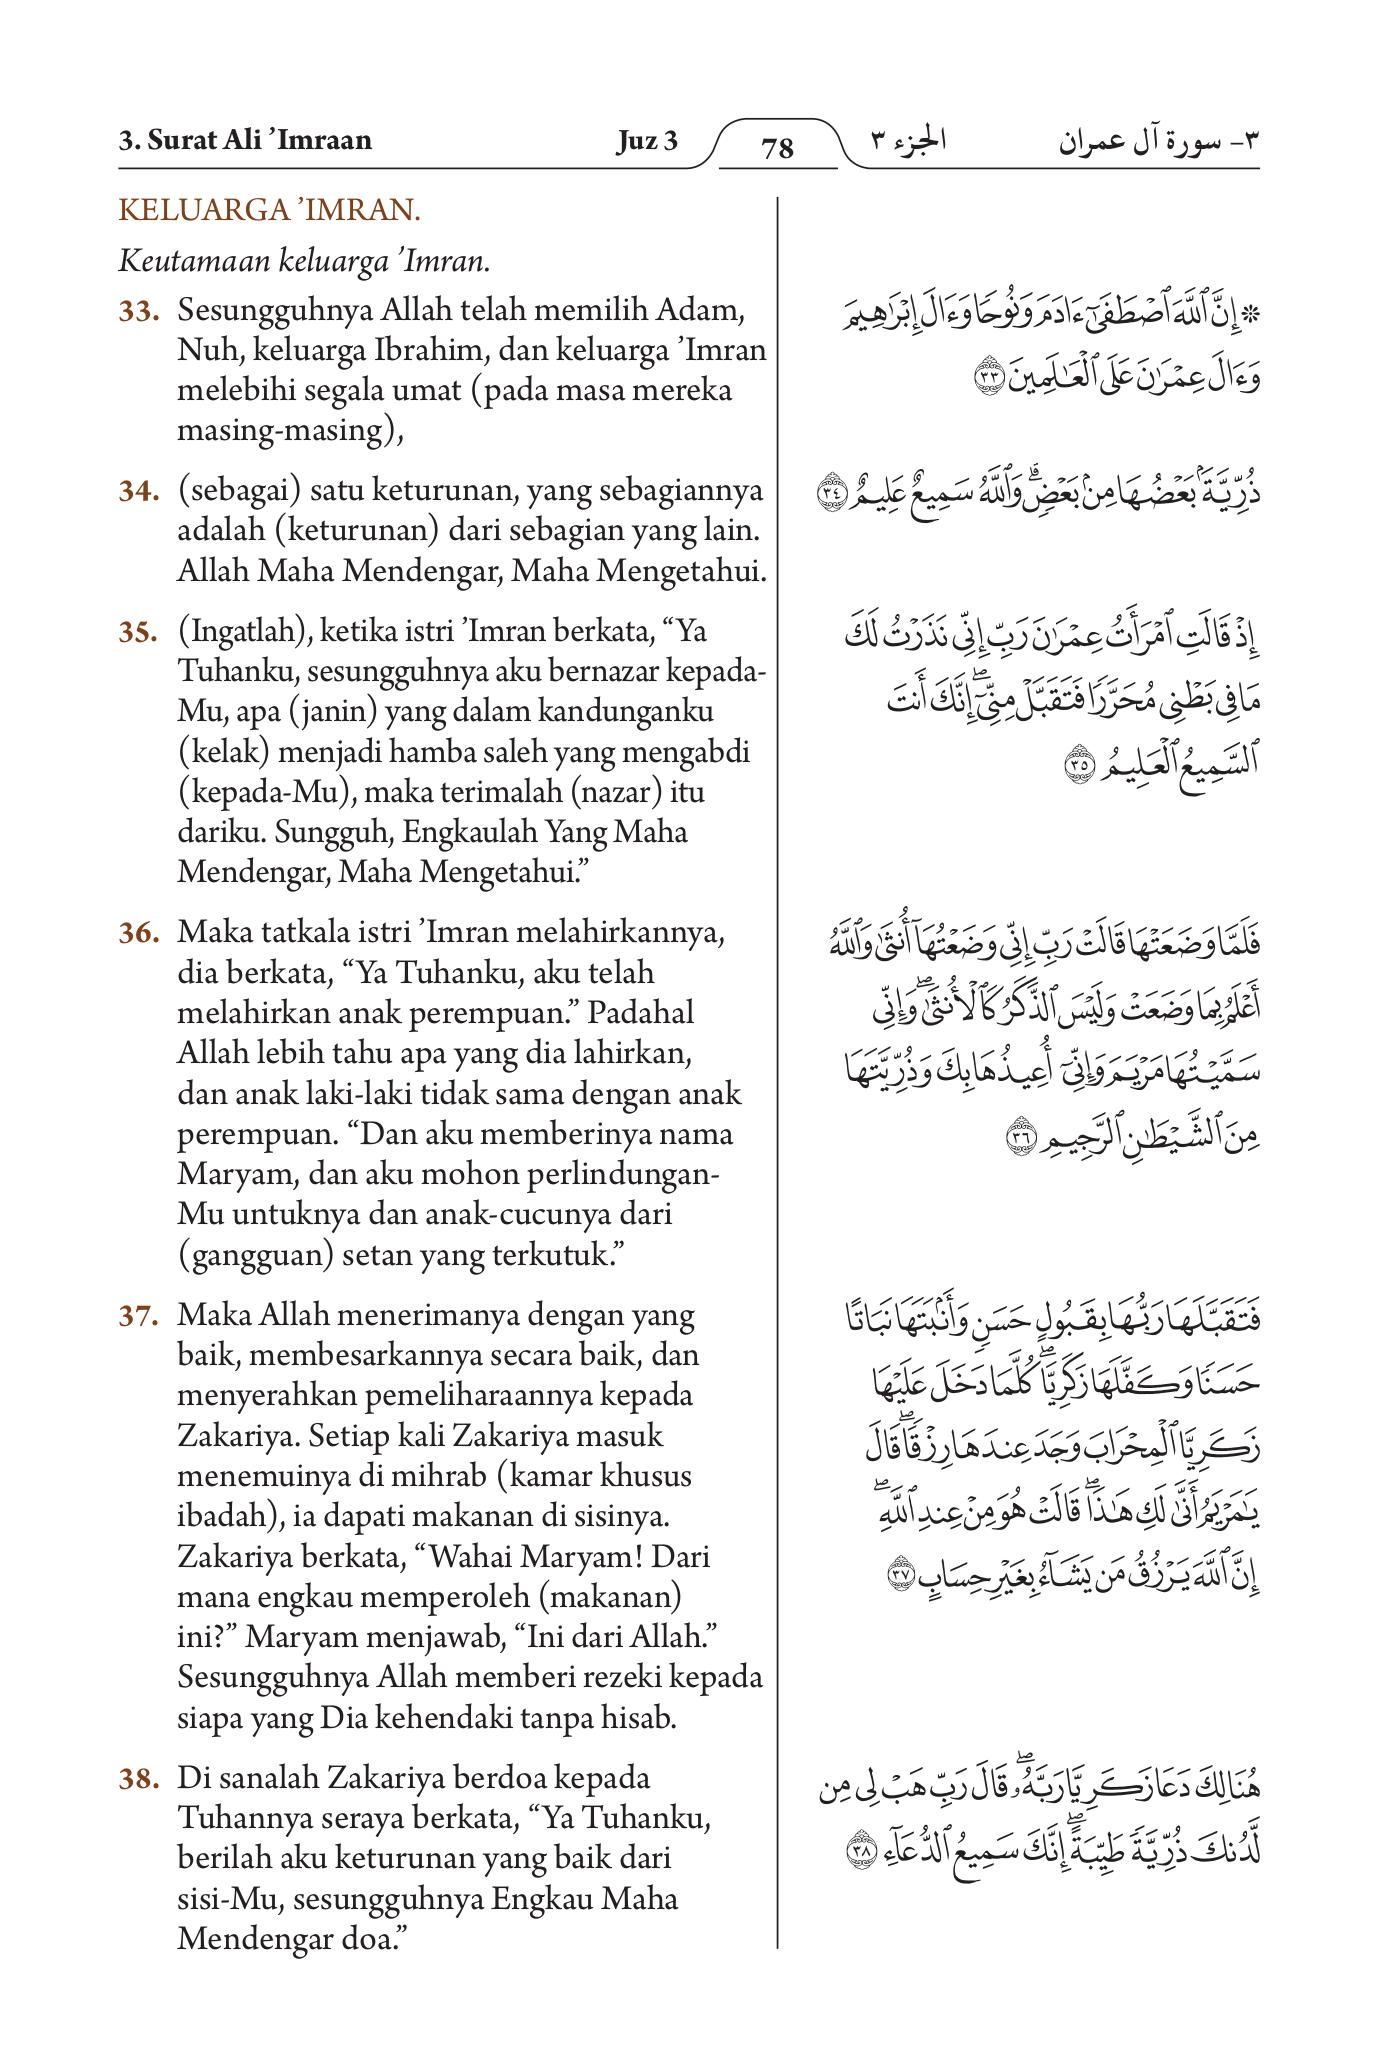 3. Surat Ali ’Imraan
Juz 3
78
الجزء ٣
٣- سورة آل عمران
KELUARGA ’IMRAN.
Keutamaan keluarga ’Imran.
33. Sesungguhnya Allah telah memilih Adam,
Nuh, keluarga Ibrahim, dan keluarga ’Imran
melebihi segala umat (pada masa mereka
masing-masing),
34. (sebagai) satu keturunan, yang sebagiannya
adalah (keturunan) dari sebagian yang lain.
Allah Maha Mendengar, Maha Mengetahui.
35. (Ingatlah), ketika istri ’Imran berkata, “Ya
Tuhanku, sesungguhnya aku bernazar kepada-
Mu, apa (janin) yang dalam kandunganku
(kelak) menjadi hamba saleh yang mengabdi
(kepada-Mu), maka terimalah (nazar) itu
dariku. Sungguh, Engkaulah Yang Maha
Mendengar, Maha Mengetahui.”
36. Maka tatkala istri ’Imran melahirkannya,
dia berkata, “Ya Tuhanku, aku telah
melahirkan anak perempuan.” Padahal
Allah lebih tahu apa yang dia lahirkan,
dan anak laki-laki tidak sama dengan anak
perempuan. “Dan aku memberinya nama
Maryam, dan aku mohon perlindungan-
Mu untuknya dan anak-cucunya dari
(gangguan) setan yang terkutuk.”
37. Maka Allah menerimanya dengan yang
baik, membesarkannya secara baik, dan
menyerahkan pemeliharaannya kepada
Zakariya. Setiap kali Zakariya masuk
menemuinya di mihrab (kamar khusus
ibadah), ia dapati makanan di sisinya.
Zakariya berkata, “Wahai Maryam! Dari
mana engkau memperoleh (makanan)
ini?” Maryam menjawab, “Ini dari Allah.”
Sesungguhnya Allah memberi rezeki kepada
siapa yang Dia kehendaki tanpa hisab.
38. Di sanalah Zakariya berdoa kepada
Tuhannya seraya berkata, “Ya Tuhanku,
berilah aku keturunan yang baik dari
sisi-Mu, sesungguhnya Engkau Maha
Mendengar doa.”
۞ إِنَّ ٱللَّهَ ٱصۡطَفَىٰٓ ءَادَمَ وَنُوحٗا وَءَالَ إِبۡرَٰهِيمَ
وَءَالَ عِمۡرَٰنَ عَلَى ٱلۡعَٰلَمِينَ ٣٣
ذُرِّيَّةَۢ بَعۡضُهَا مِنۢ بَعۡضٖۗ وَٱللَّهُ سَمِيعٌ عَلِيمٌ ٣٤
إِذۡ قَالَتِ ٱمۡرَأَتُ عِمۡرَٰنَ رَبِّ إِنِّي نَذَرۡتُ لَكَ
مَا فِي بَطۡنِي مُحَرَّرٗا فَتَقَبَّلۡ مِنِّيٓۖ إِنَّكَ أَنتَ
ٱلسَّمِيعُ ٱلۡعَلِيمُ ٣٥
فَلَمَّا وَضَعَتۡهَا قَالَتۡ رَبِّ إِنِّي وَضَعۡتُهَآ أُنثَىٰ وَٱللَّهُ
أَعۡلَمُ بِمَا وَضَعَتۡ وَلَيۡسَ ٱلذَّكَرُ كَٱلۡأُنثَىٰۖ وَإِنِّي
سَمَّيۡتُهَا مَرۡيَمَ وَإِنِّيٓ أُعِيذُهَا بِكَ وَذُرِّيَّتَهَا
مِنَ ٱلشَّيۡطَٰنِ ٱلرَّجِيمِ ٣٦
فَتَقَبَّلَهَا رَبُّهَا بِقَبُولٍ حَسَنٖ وَأَنۢبَتَهَا نَبَاتًا
حَسَنٗا وَكَفَّلَهَا زَكَرِيَّاۖ كُلَّمَا دَخَلَ عَلَيۡهَا
زَكَرِيَّا ٱلۡمِحۡرَابَ وَجَدَ عِندَهَا رِزۡقٗاۖ قَالَ
يَٰمَرۡيَمُ أَنَّىٰ لَكِ هَٰذَاۖ قَالَتۡ هُوَ مِنۡ عِندِ ٱللَّهِۖ
إِنَّ ٱللَّهَ يَرۡزُقُ مَن يَشَآءُ بِغَيۡرِ حِسَابٍ ٣٧
هُنَالِكَ دَعَا زَكَرِيَّا رَبَّهُۥۖ قَالَ رَبِّ هَبۡ لِي مِن
لَّدُنكَ ذُرِّيَّةٗ طَيِّبَةًۖ إِنَّكَ سَمِيعُ ٱلدُّعَآءِ ٣٨